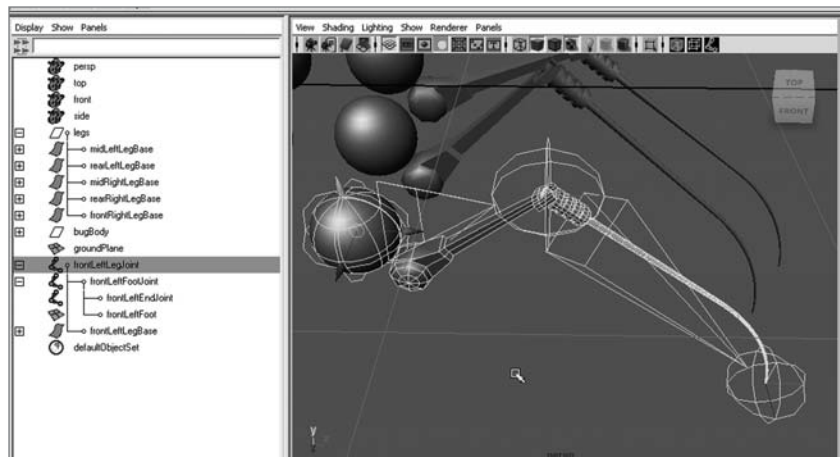 Display Show Panels
persp
top
front
side
legs
midLeftLegBase
rearLeftLegBase
midRightLegBase
rearRightLegBase
frontRightLegBase
bugBody
groundPlane
frontLeftLegJoint
frontLeftFootJoint
frontLeftEndJoint
frontLeftFoot
frontLeftLegBase
defaultObjectSet
View Shading Lighting Show Renderer Panels
TOP
FRONT
y
z